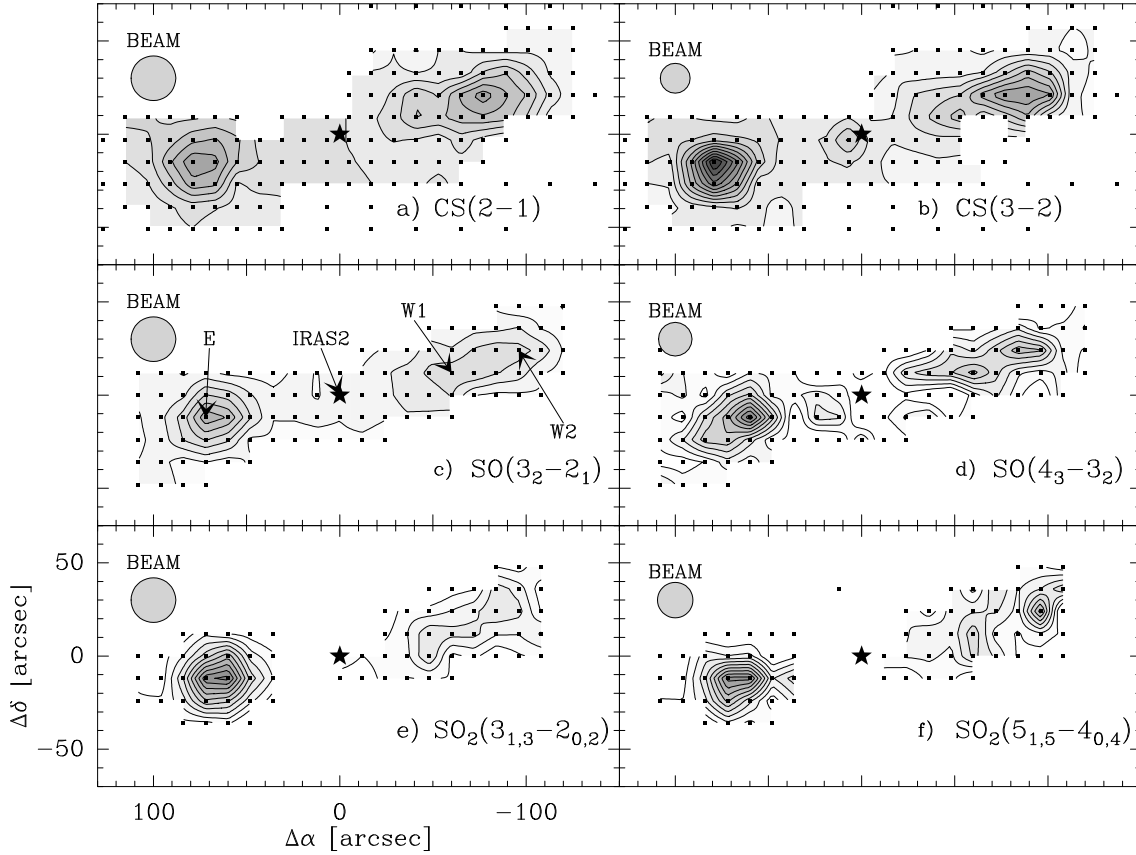 BEAM
a) CS(2−1)
BEAM
b) CS(3−2)
BEAM
E
IRAS2
W1
W2
c) SO(3₂−2₁)
BEAM
d) SO(4₃−3₂)
BEAM
e) SO₂(3₁,₃−2₀,₂)
BEAM
f) SO₂(5₁,₅−4₀,₄)
50
0
−50
Δδ [arcsec]
100 0 −100
Δα [arcsec]